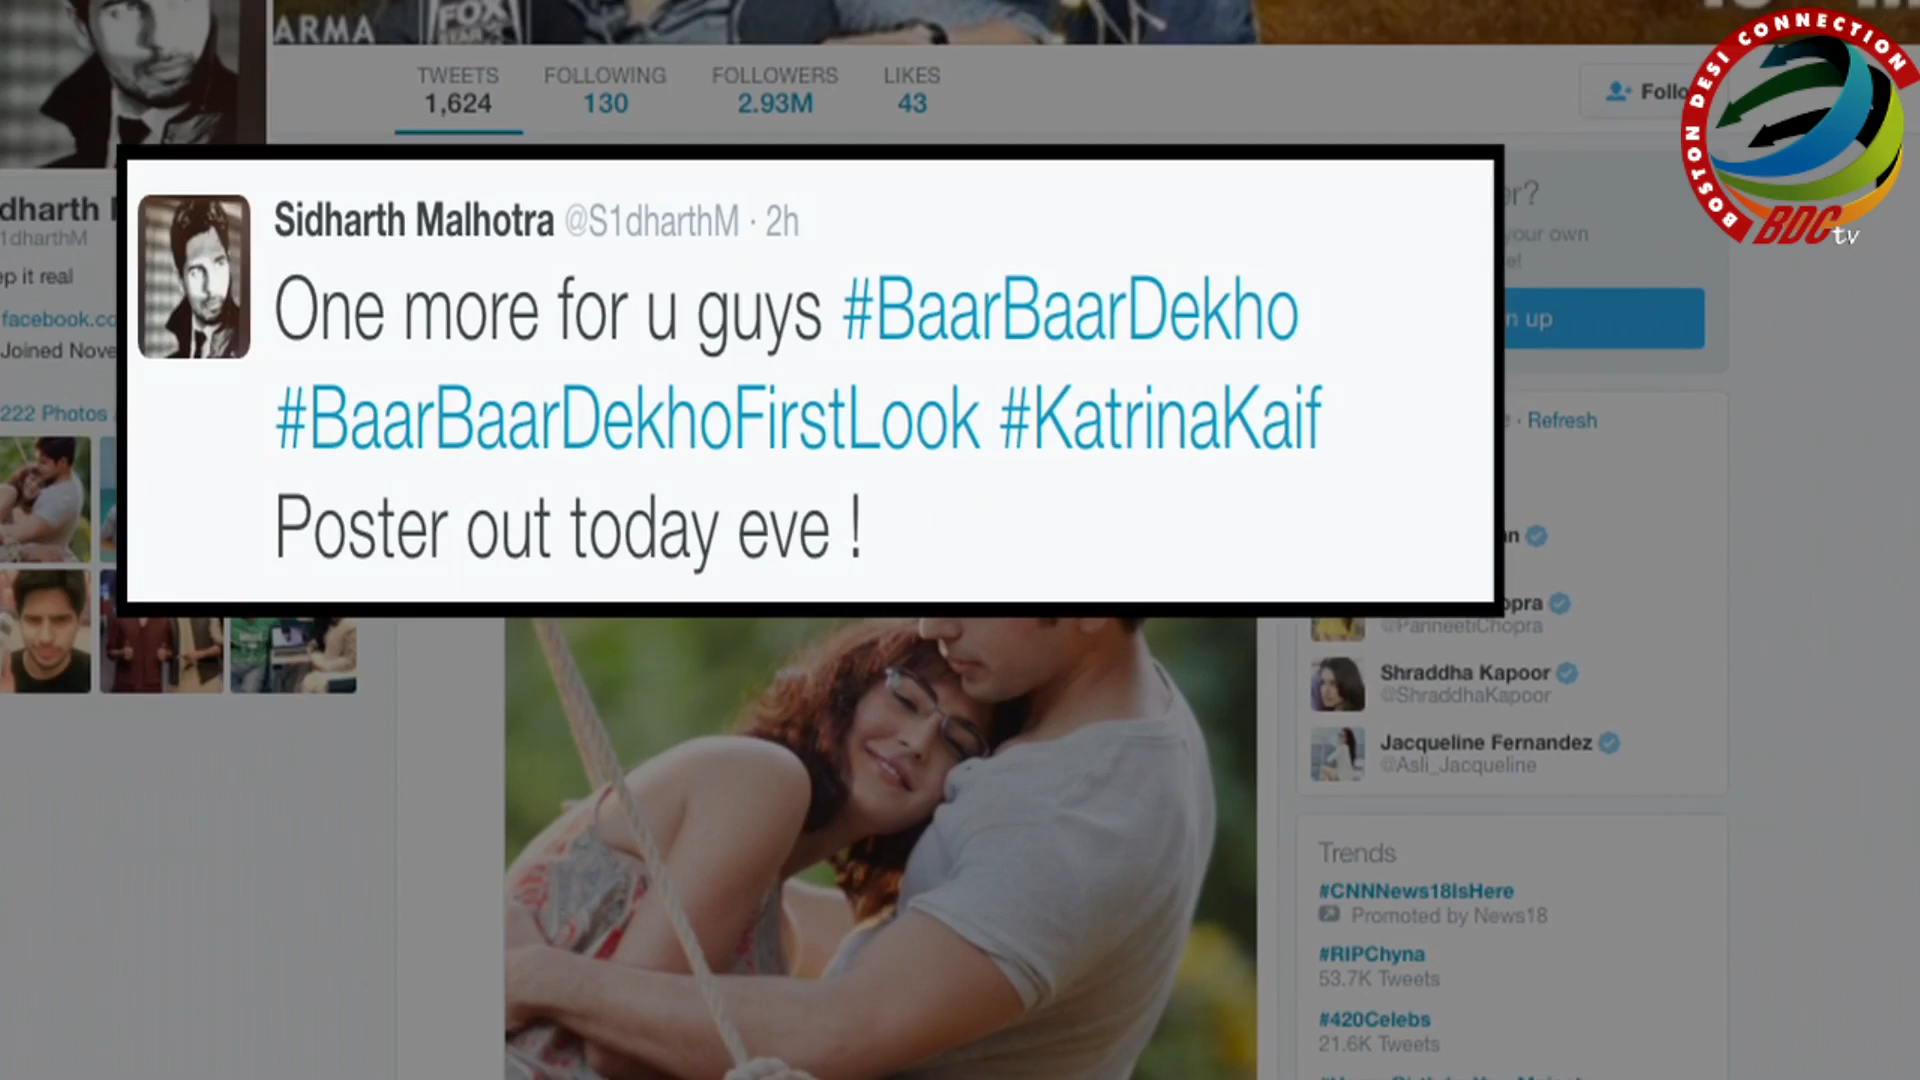 ARMA
FOX
TWEETS FOLLOWING FOLLOWERS LIKES
1,624 130 2.93M 43
Follo
BOSTON DESI CONNECTION
BDC tv
Sidharth Malhotra @S1dharthM · 2h
One more for u guys #BaarBaarDekho
#BaarBaarDekhoFirstLook #KatrinaKaif
Poster out today eve !
dharth
1dharthM
ep it real
facebook.co
Joined Nove
222 Photos
your own
n up
· Refresh
opra
@ParineetiChopra
Shraddha Kapoor
@ShraddhaKapoor
Jacqueline Fernandez
@Asli_Jacqueline
Trends
#CNNNews18IsHere
Promoted by News18
#RIPChyna
53.7K Tweets
#420Celebs
21.6K Tweets